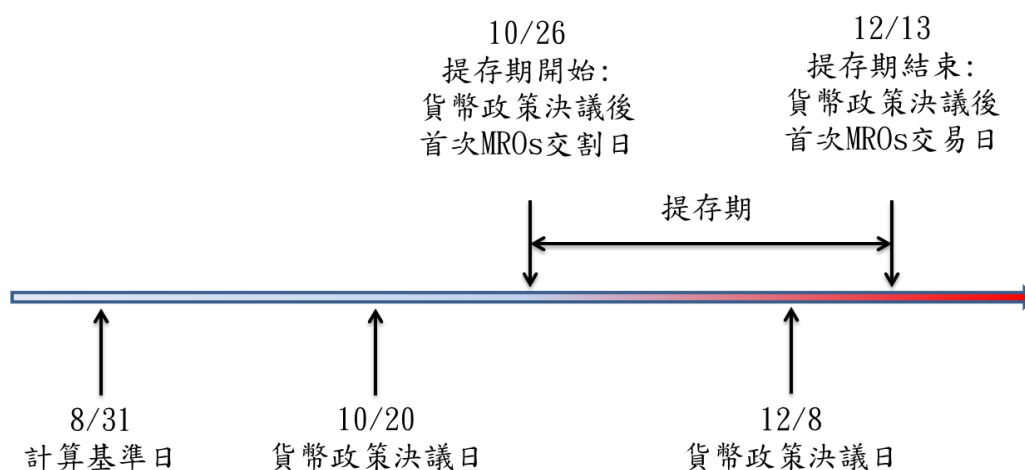 10/26
提存期開始:
貨幣政策決議後
首次MROs交割日
12/13
提存期結束:
貨幣政策決議後
首次MROs交易日
提存期
8/31
計算基準日
10/20
貨幣政策決議日
12/8
貨幣政策決議日